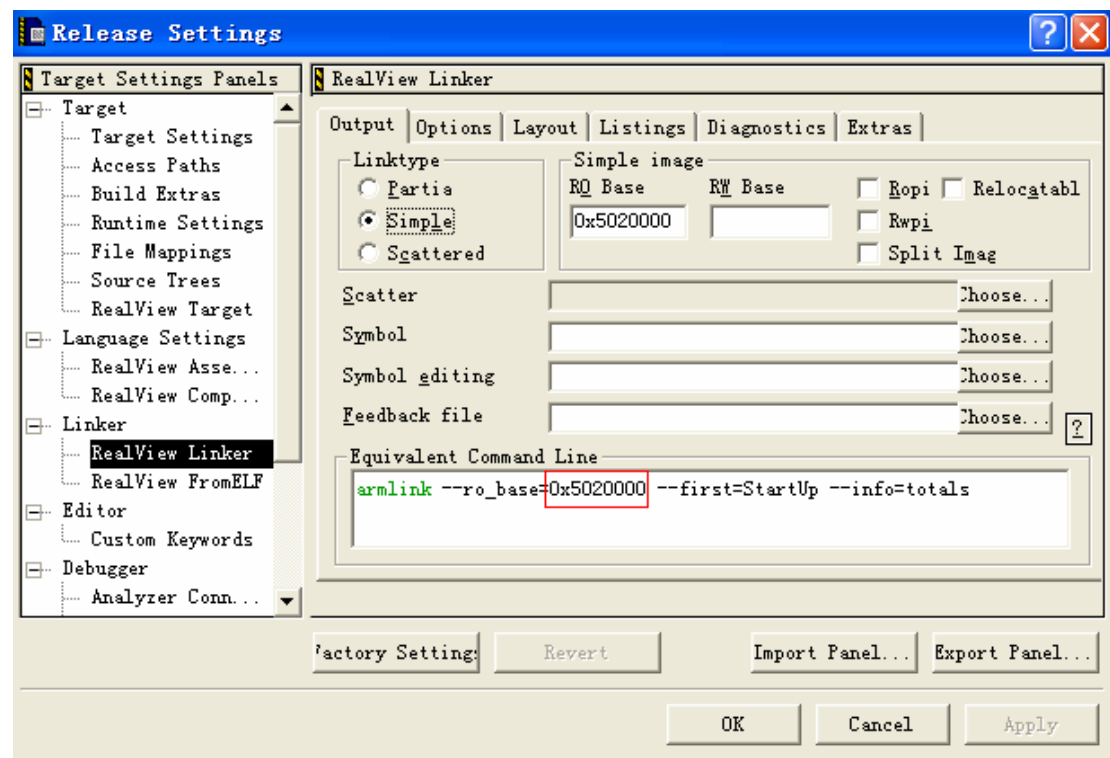 Release Settings
Target Settings Panels
Target
Target Settings
Access Paths
Build Extras
Runtime Settings
File Mappings
Source Trees
RealView Target
Language Settings
RealView Asse...
RealView Comp...
Linker
RealView Linker
RealView FromELF
Editor
Custom Keywords
Debugger
Analyzer Conn...
RealView Linker
Output Options Layout Listings Diagnostics Extras
Linktype
Partia
Simple
Scattered
Simple image
RO Base RW Base
0x5020000
Ropi Relocatabl
Rwpi
Split Imag
Scatter Choose...
Symbol Choose...
Symbol editing Choose...
Feedback file Choose...
?
Equivalent Command Line
armlink --ro_base=0x5020000 --first=StartUp --info=totals
Factory Settings Revert Import Panel... Export Panel...
OK Cancel Apply